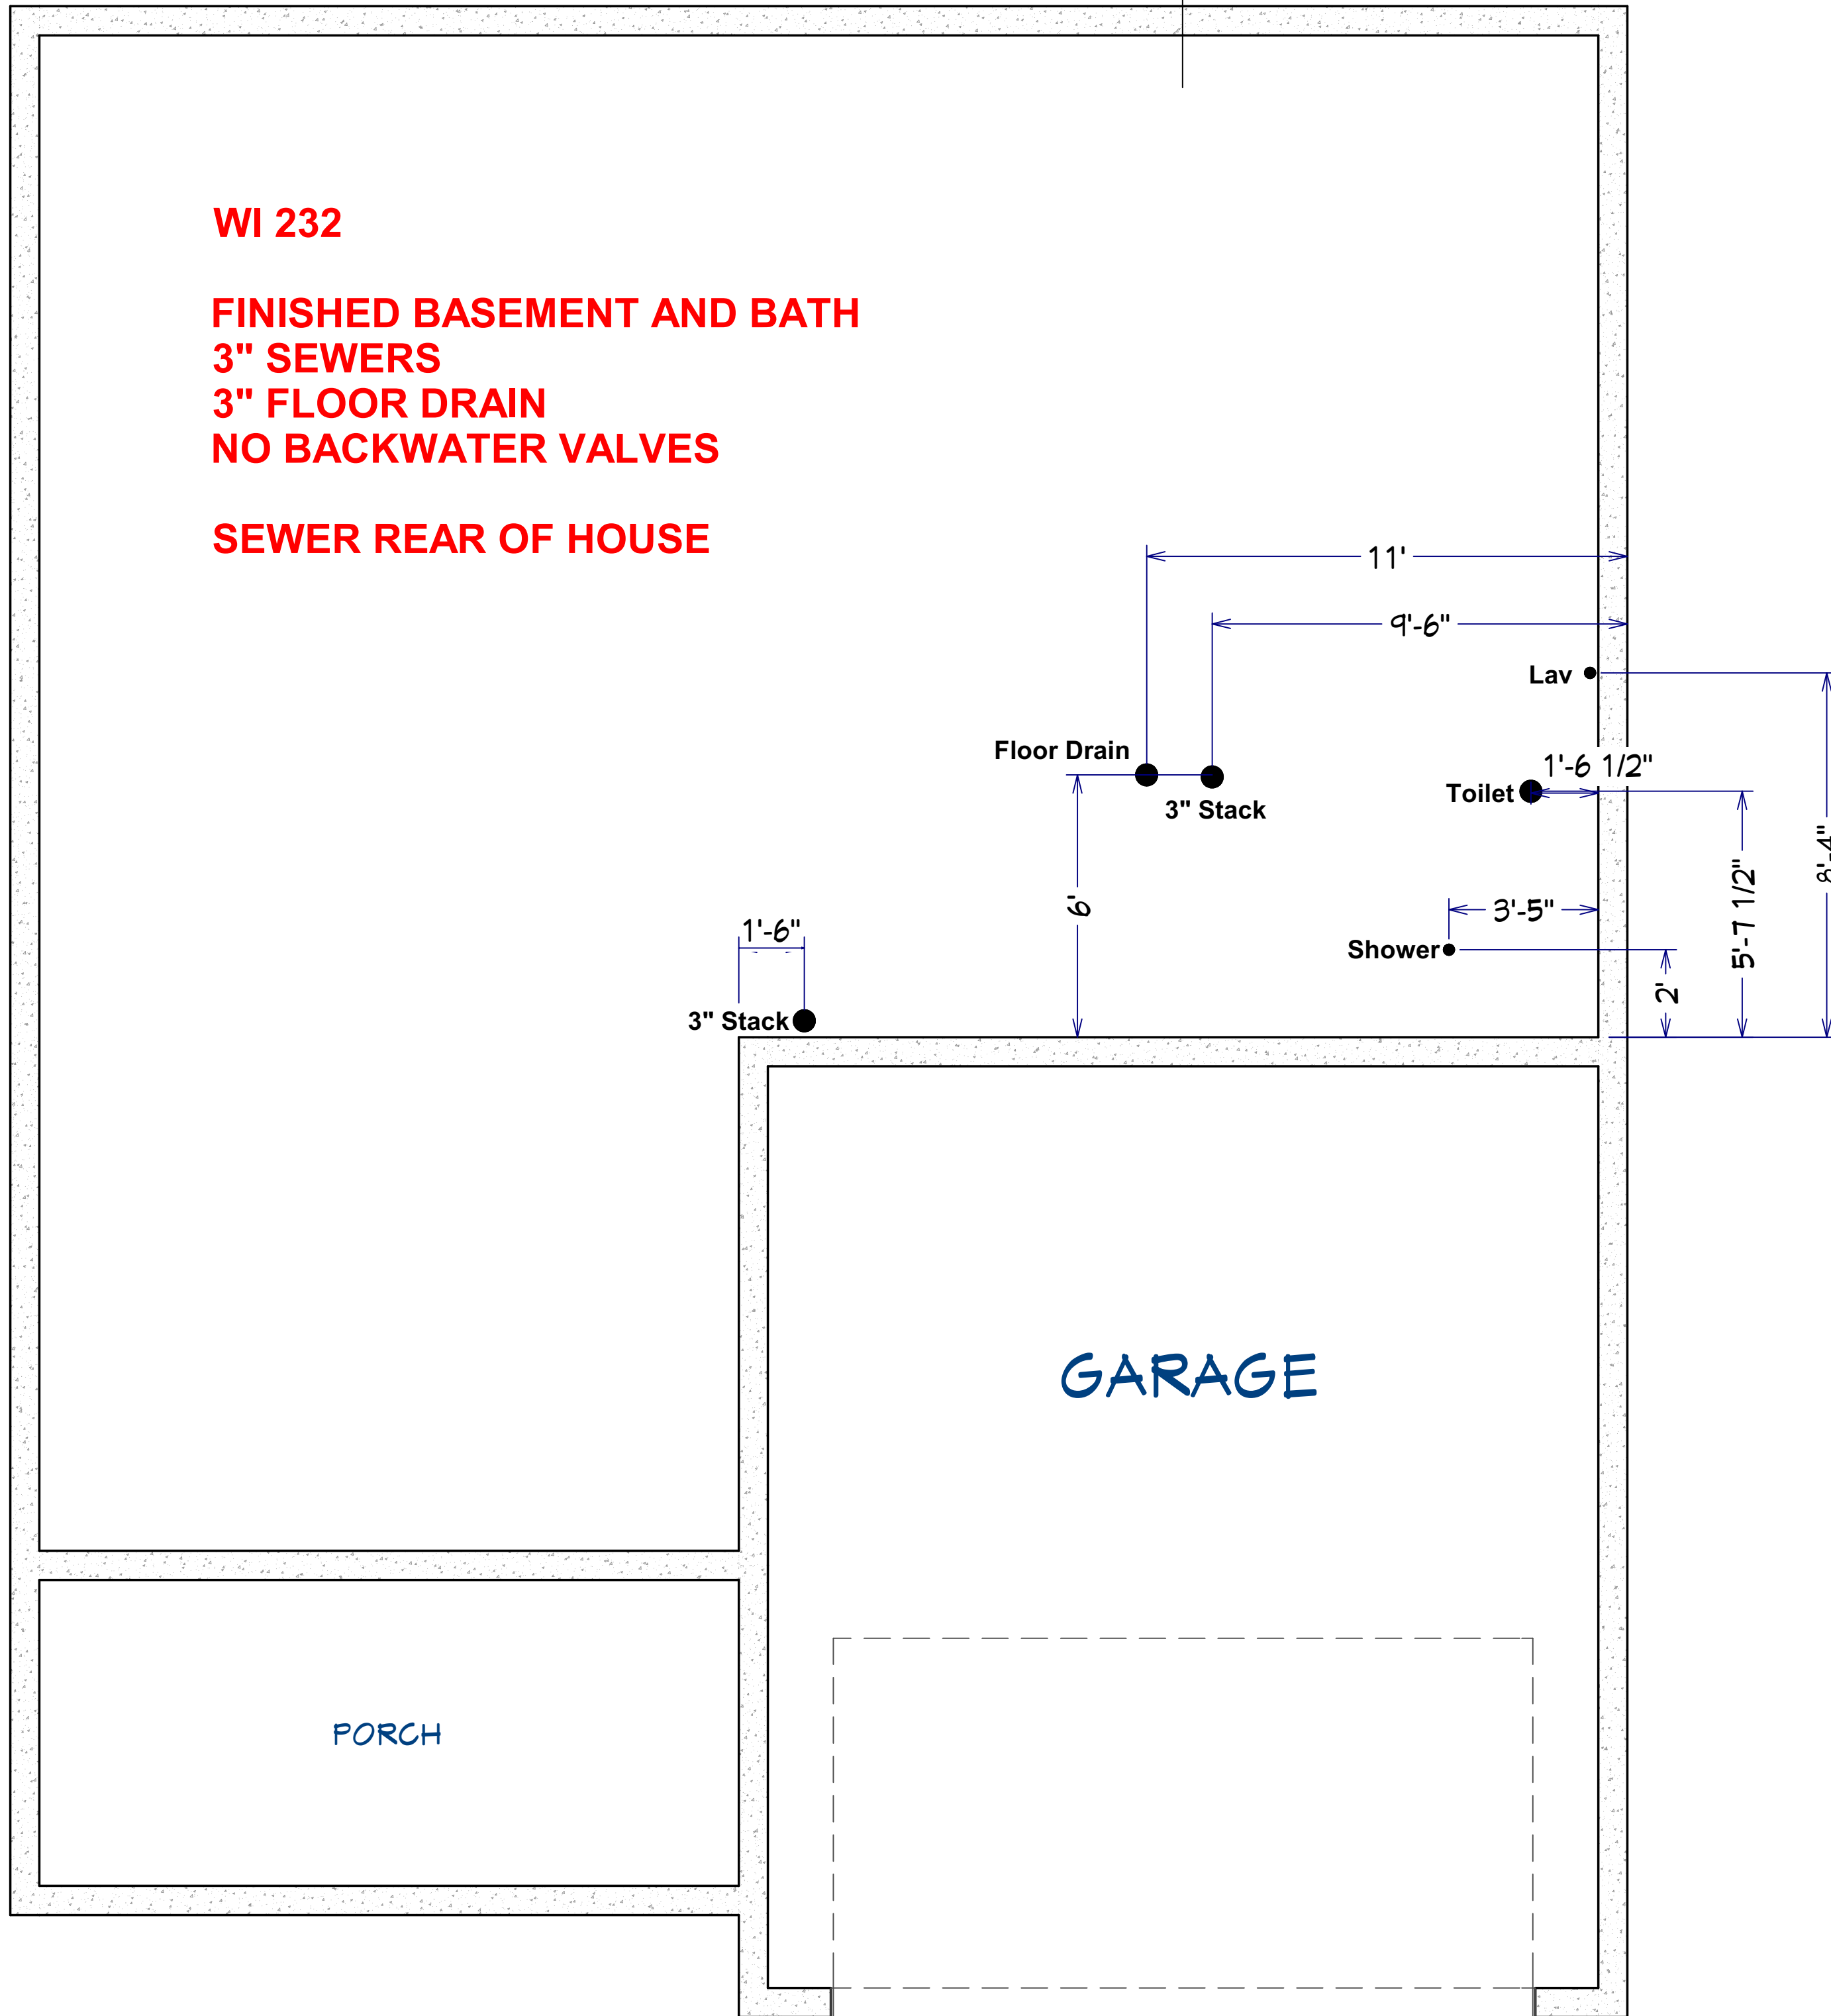 WI 232
FINISHED BASEMENT AND BATH
3" SEWERS
3" FLOOR DRAIN
NO BACKWATER VALVES
SEWER REAR OF HOUSE
11'
9'-6"
Lav
Floor Drain
1'-6 1/2"
3" Stack
Toilet
8'-4"
5'-7 1/2"
6'
3'-5"
1'-6"
Shower
2'
3" Stack
GARAGE
PORCH